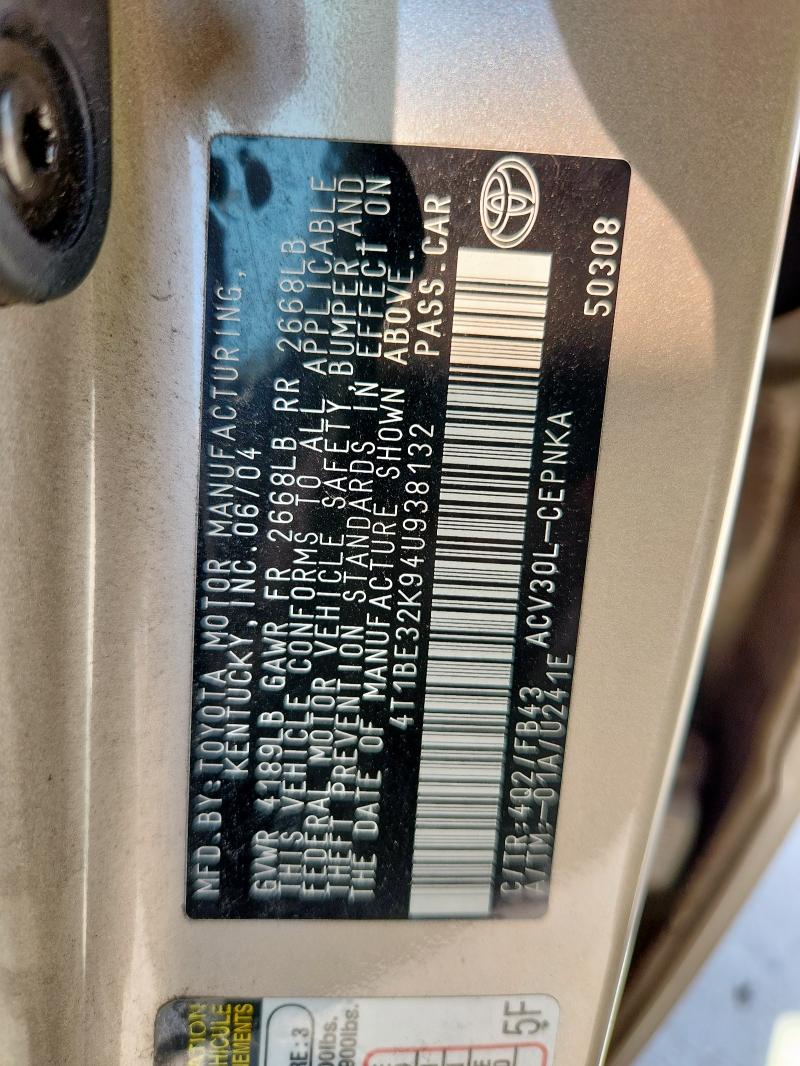 MFD.BY:TOYOTA MOTOR MANUFACTURING,
KENTUCKY,INC.06/04
GVWR 4189LB GAWR FR 2668LB RR 2668LB
THIS VEHICLE CONFORMS TO ALL APPLICABLE
FEDERAL MOTOR VEHICLE SAFETY,BUMPER,AND
THEFT PREVENTION STANDARDS IN EFFECT ON
THE DATE OF MANUFACTURE SHOWN ABOVE.
4T1BE32K94U938132 PASS.CAR
C/TR:4Q2/FB43 ACV30L-CEPNKA
A/TM:-01A/U241E
50308
VEHICULE
5F